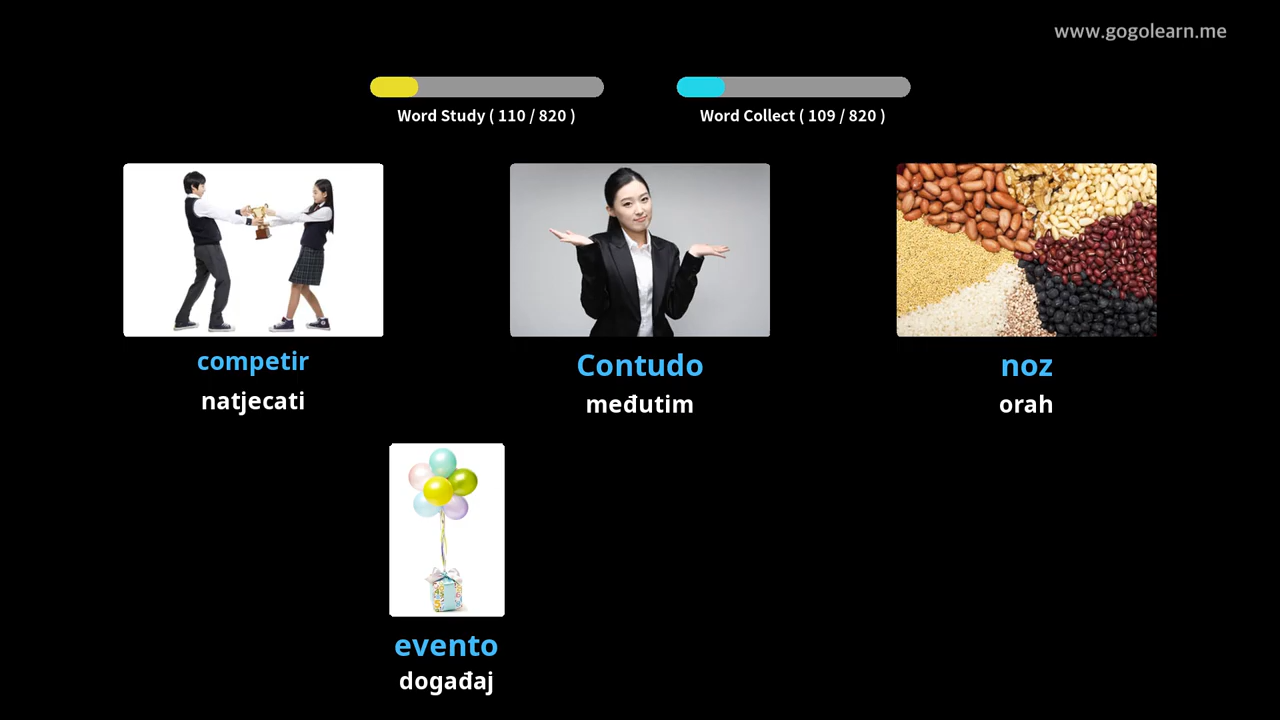 www.gogolearn.me
Word Study ( 110 / 820 )
Word Collect ( 109 / 820 )
competir
natjecati
Contudo
međutim
noz
orah
evento
događaj